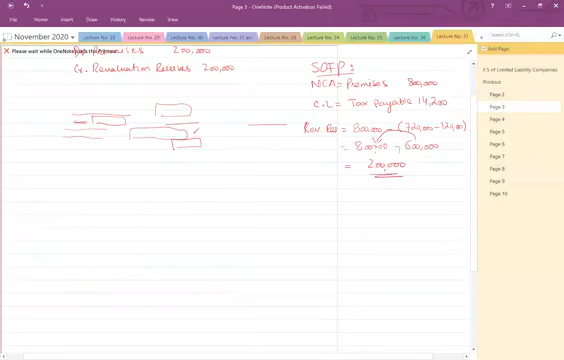 Page 3 - OneNote (Product Activation Failed)
File Home Insert Draw History Review View
November 2020
Lecture No. 28
Lecture No. 29
Lecture No. 30
Lecture No. 31 an
Lecture No. 33
Lecture No. 34
Lecture No. 35
Lecture No. 36
Lecture No. 37
Search (Ctrl+E)
Add Page
F.S of Limited Liability Companies
Printout
Page 2
Page 3
Page 4
Page 5
Page 6
Page 7
Page 8
Page 9
Page 10
Please wait while OneNote
200,000
Cr. Revaluation Reserves 200,000
SOFP :
NCA = Premises 800,000
C.L = Tax Payable 14,200
Rev. Res = 800,000 - (720,000 - 120,000)
= 800,000 - 600,000
= 200,000